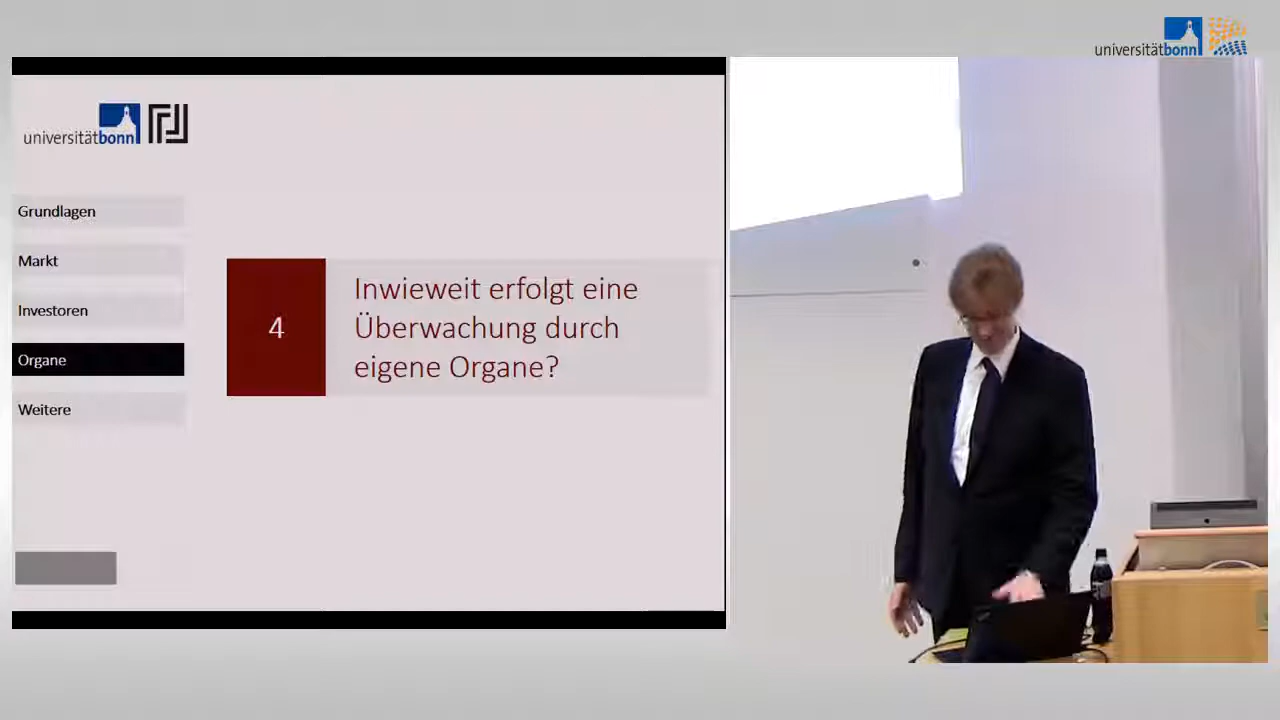 universitätbonn
universitätbonn
Grundlagen
Markt
Investoren
Organe
Weitere
4
Inwieweit erfolgt eine
Überwachung durch
eigene Organe?